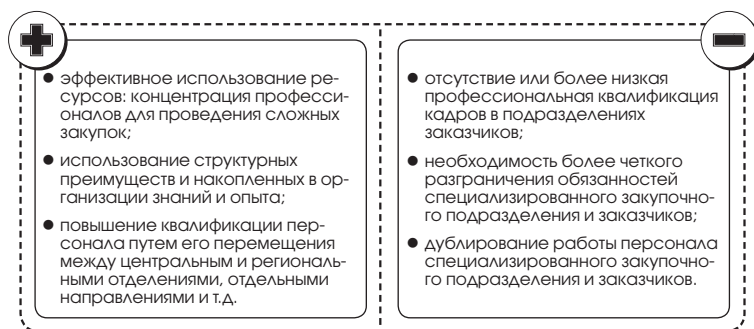 эффективное использование ре-
сурсов: концентрация професси-
оналов для проведения сложных
закупок;
использование структурных
преимуществ и накопленных в ор-
ганизации знаний и опыта;
повышение квалификации пер-
сонала путем его перемещения
между центральным и региональ-
ными отделениями, отдельными
направлениями и т.д.
отсутствие или более низкая
профессиональная квалификация
кадров в подразделениях
заказчиков;
необходимость более четкого
разграничения обязанностей
специализированного закупочно-
го подразделения и заказчиков;
дублирование работы персонала
специализированного закупочно-
го подразделения и заказчиков.